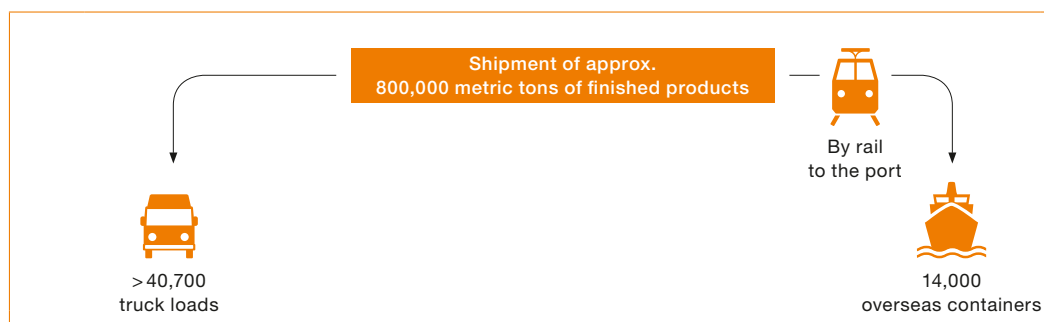 Shipment of approx.
800,000 metric tons of finished products
By rail
to the port
>40,700
truck loads
14,000
overseas containers